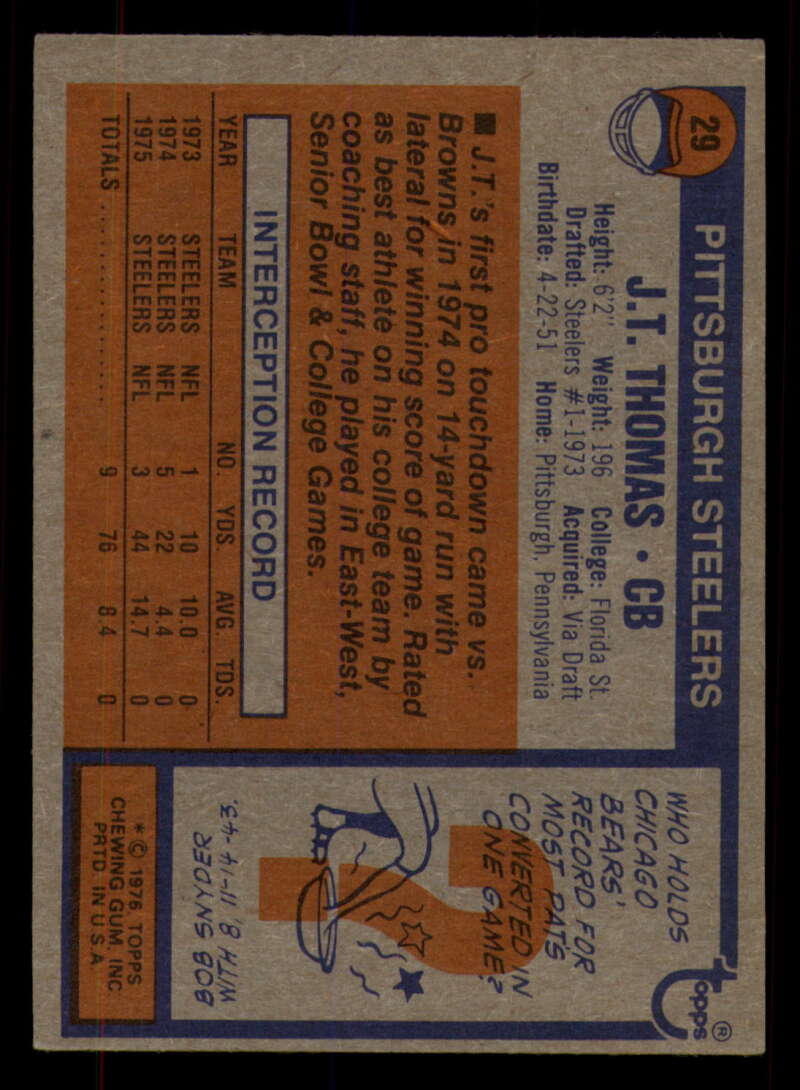 29
PITTSBURGH STEELERS
J.T. THOMAS • CB
Height: 6'2" Weight: 196 College: Florida St.
Drafted: Steelers #1-1973 Acquired: Via Draft
Birthdate: 4-22-51 Home: Pittsburgh, Pennsylvania
■ J.T.'s first pro touchdown came vs.
Browns in 1974 on 14-yard run with
lateral for winning score of game. Rated
as best athlete on his college team by
coaching staff, he played in East-West,
Senior Bowl & College Games.
INTERCEPTION RECORD
YEAR TEAM NO. YDS. AVG. TDS.
1973 STEELERS NFL 1 10 10.0 0
1974 STEELERS NFL 5 22 4.4 0
1975 STEELERS NFL 3 44 14.7 0
TOTALS .................... 9 76 8.4 0
topps®
WHO HOLDS
CHICAGO
BEARS'
RECORD FOR
MOST PAT'S
CONVERTED IN
ONE GAME?
?
BOB SNYDER
WITH 8, 11-14-43.
* © 1976, TOPPS
CHEWING GUM, INC.
PRTD. IN U.S.A.